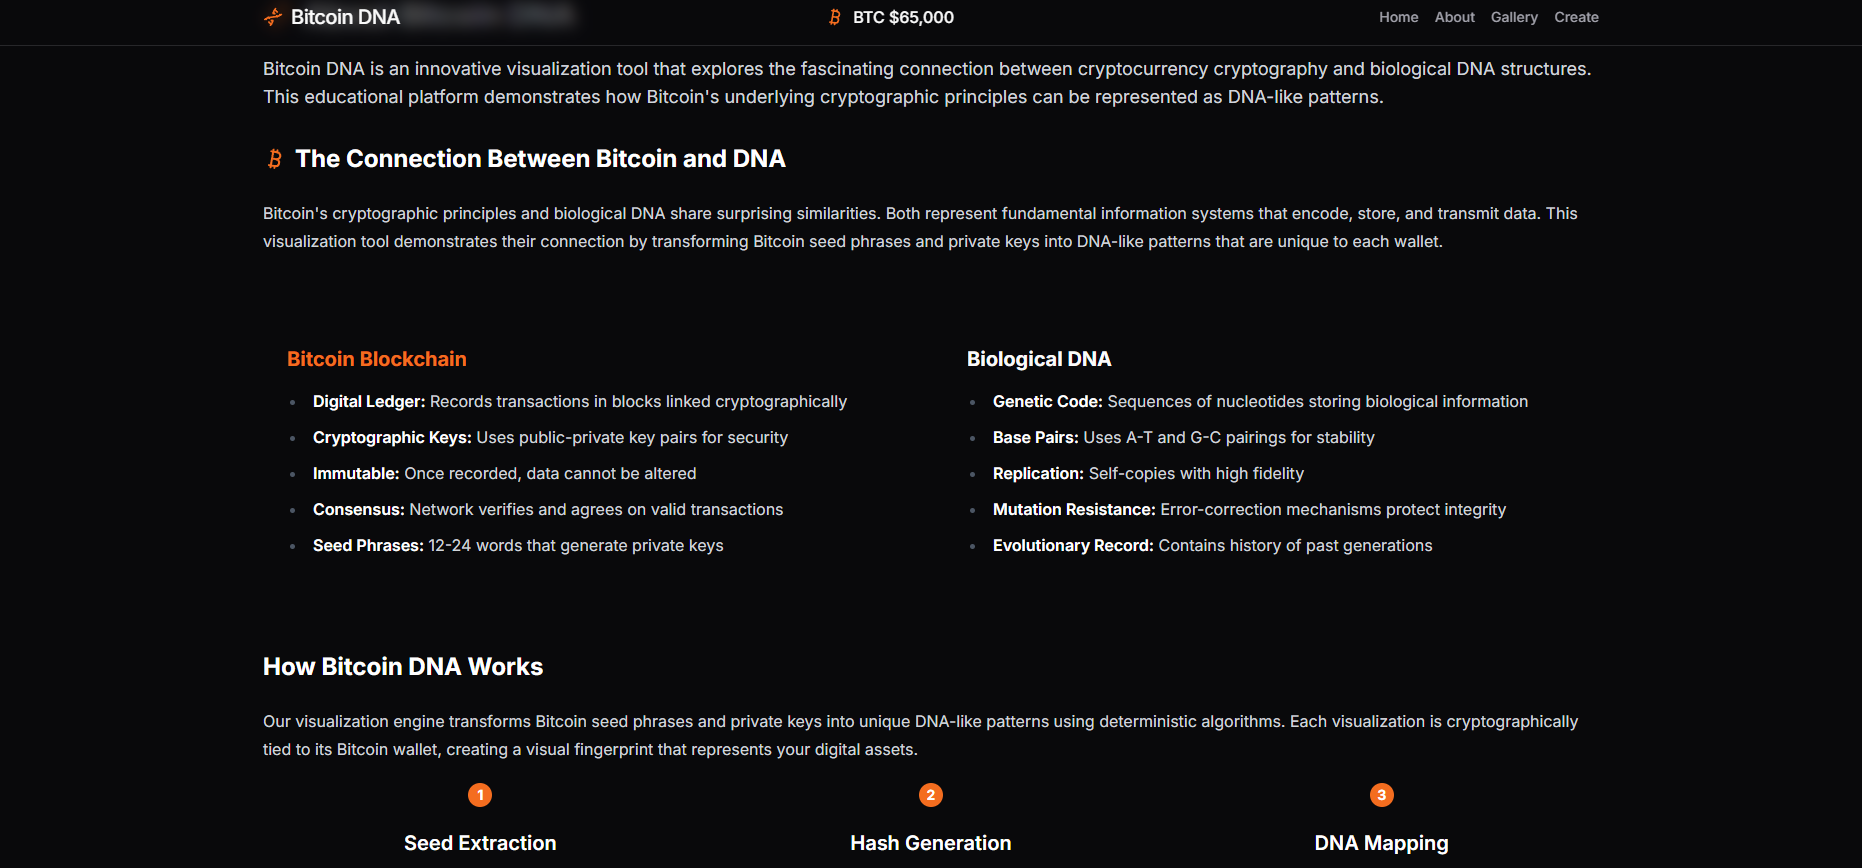 Bitcoin DNA
BTC $65,000
Home About Gallery Create
Bitcoin DNA is an innovative visualization tool that explores the fascinating connection between cryptocurrency cryptography and biological DNA structures.
This educational platform demonstrates how Bitcoin's underlying cryptographic principles can be represented as DNA-like patterns.
The Connection Between Bitcoin and DNA
Bitcoin's cryptographic principles and biological DNA share surprising similarities. Both represent fundamental information systems that encode, store, and transmit data. This
visualization tool demonstrates their connection by transforming Bitcoin seed phrases and private keys into DNA-like patterns that are unique to each wallet.
Bitcoin Blockchain
Digital Ledger: Records transactions in blocks linked cryptographically
Cryptographic Keys: Uses public-private key pairs for security
Immutable: Once recorded, data cannot be altered
Consensus: Network verifies and agrees on valid transactions
Seed Phrases: 12-24 words that generate private keys
Biological DNA
Genetic Code: Sequences of nucleotides storing biological information
Base Pairs: Uses A-T and G-C pairings for stability
Replication: Self-copies with high fidelity
Mutation Resistance: Error-correction mechanisms protect integrity
Evolutionary Record: Contains history of past generations
How Bitcoin DNA Works
Our visualization engine transforms Bitcoin seed phrases and private keys into unique DNA-like patterns using deterministic algorithms. Each visualization is cryptographically
tied to its Bitcoin wallet, creating a visual fingerprint that represents your digital assets.
1
Seed Extraction
2
Hash Generation
3
DNA Mapping